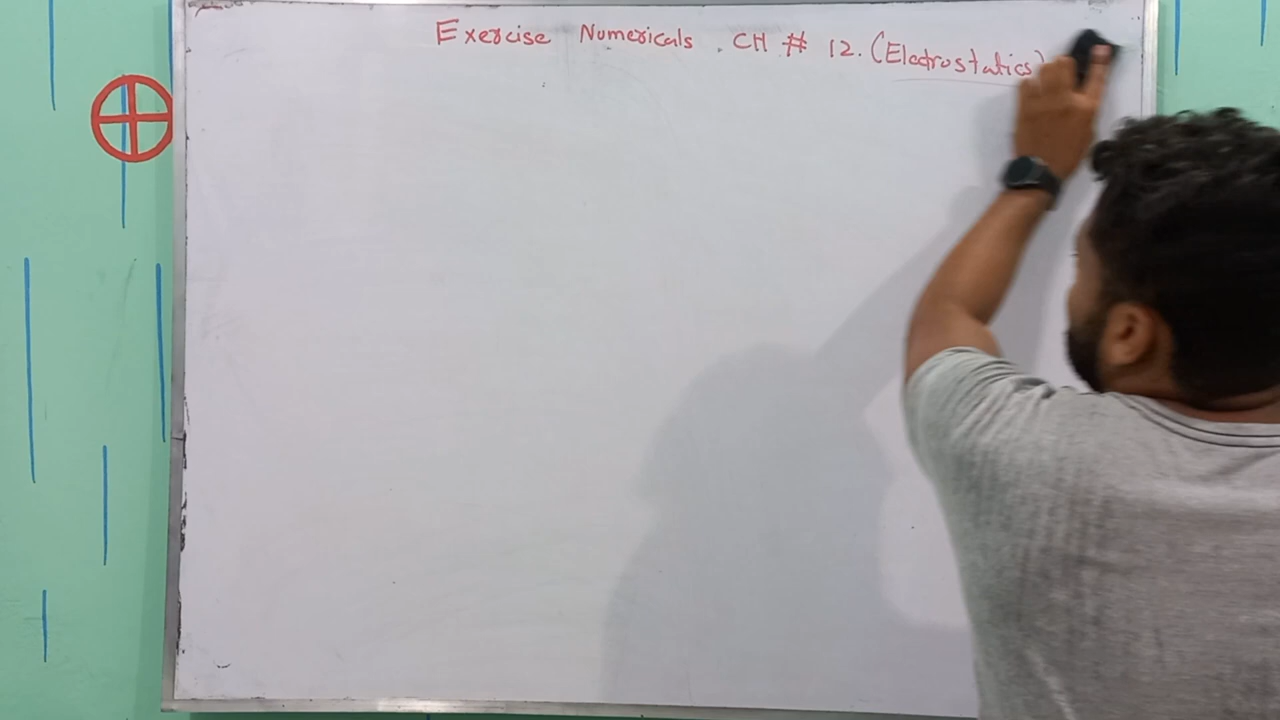 Exercise Numericals . CH # 12. (Electrostatics)